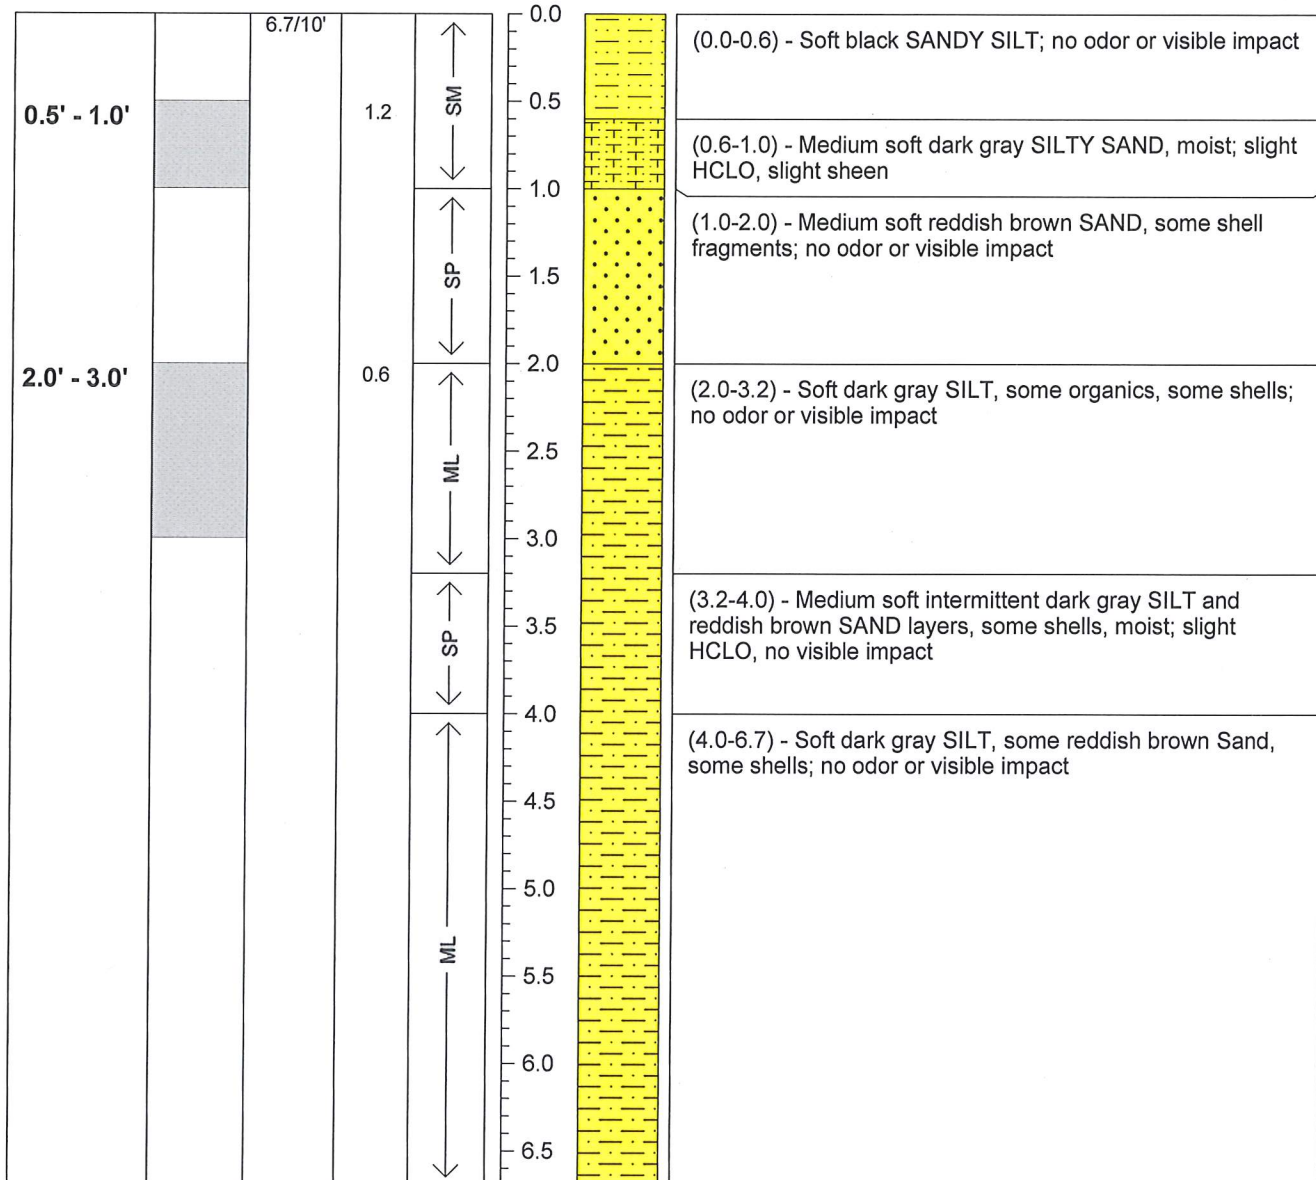 6.7/10'
0.0
(0.0-0.6) - Soft black SANDY SILT; no odor or visible impact
SM
0.5' - 1.0'
1.2
0.5
(0.6-1.0) - Medium soft dark gray SILTY SAND, moist; slight
HCLO, slight sheen
1.0
(1.0-2.0) - Medium soft reddish brown SAND, some shell
fragments; no odor or visible impact
SP
1.5
2.0
2.0' - 3.0'
0.6
(2.0-3.2) - Soft dark gray SILT, some organics, some shells;
no odor or visible impact
ML
2.5
3.0
(3.2-4.0) - Medium soft intermittent dark gray SILT and
reddish brown SAND layers, some shells, moist; slight
HCLO, no visible impact
SP
3.5
4.0
(4.0-6.7) - Soft dark gray SILT, some reddish brown Sand,
some shells; no odor or visible impact
4.5
5.0
ML
5.5
6.0
6.5